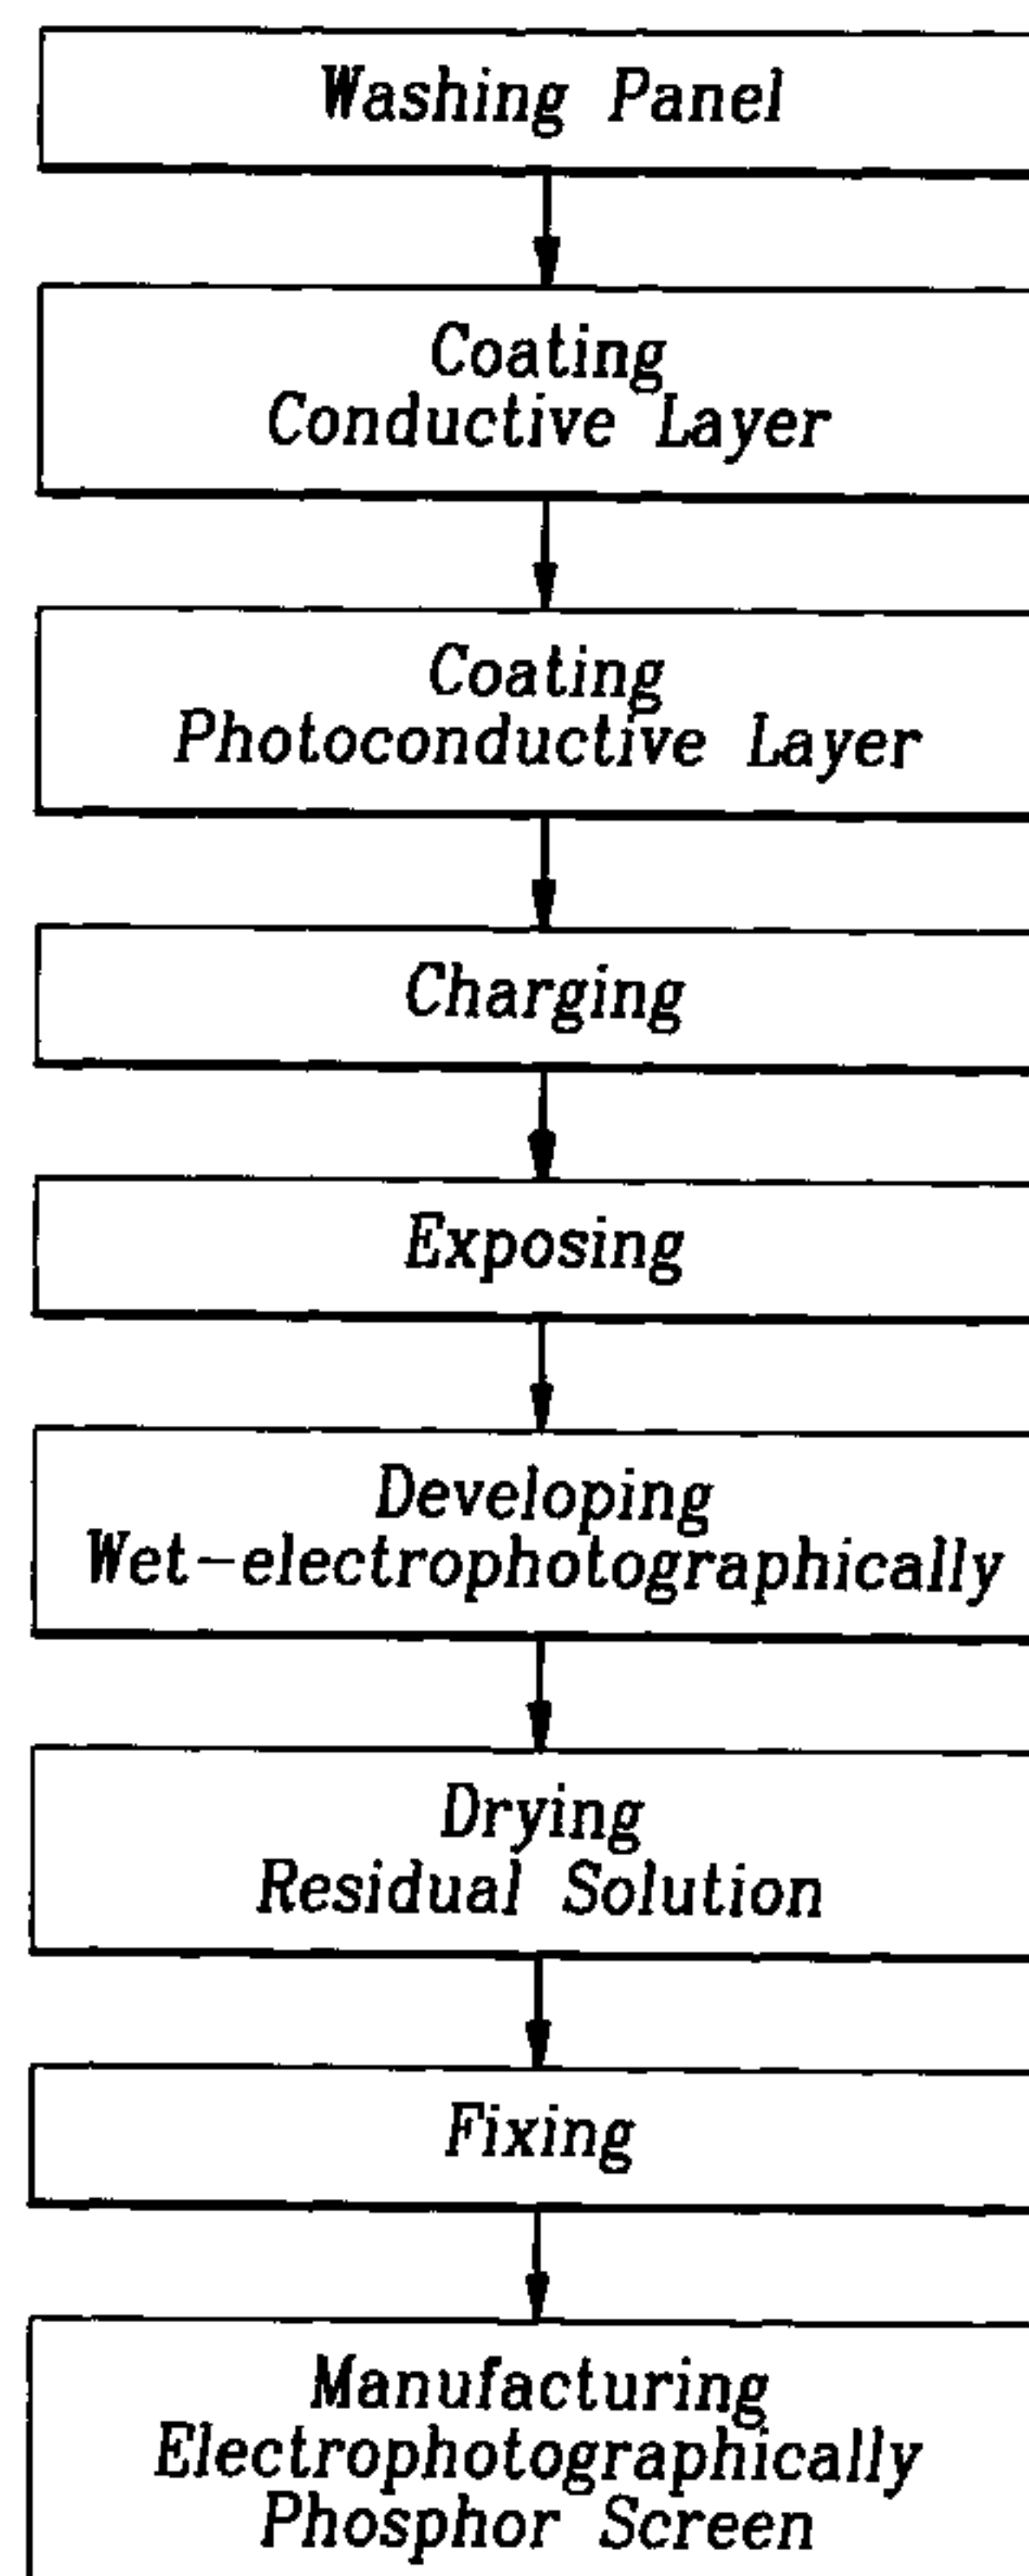 Washing Panel
Coating
Conductive Layer
Coating
Photoconductive Layer
Charging
Exposing
Developing
Wet-electrophotographically
Drying
Residual Solution
Fixing
Manufacturing
Electrophotographically
Phosphor Screen